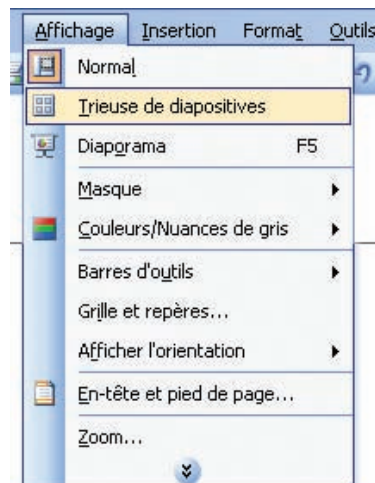 Affichage Insertion Format Outils
Normal
Trieuse de diapositives
Diaporama F5
Masque
Couleurs/Nuances de gris
Barres d'outils
Grille et repères...
Afficher l'orientation
En-tête et pied de page...
Zoom...